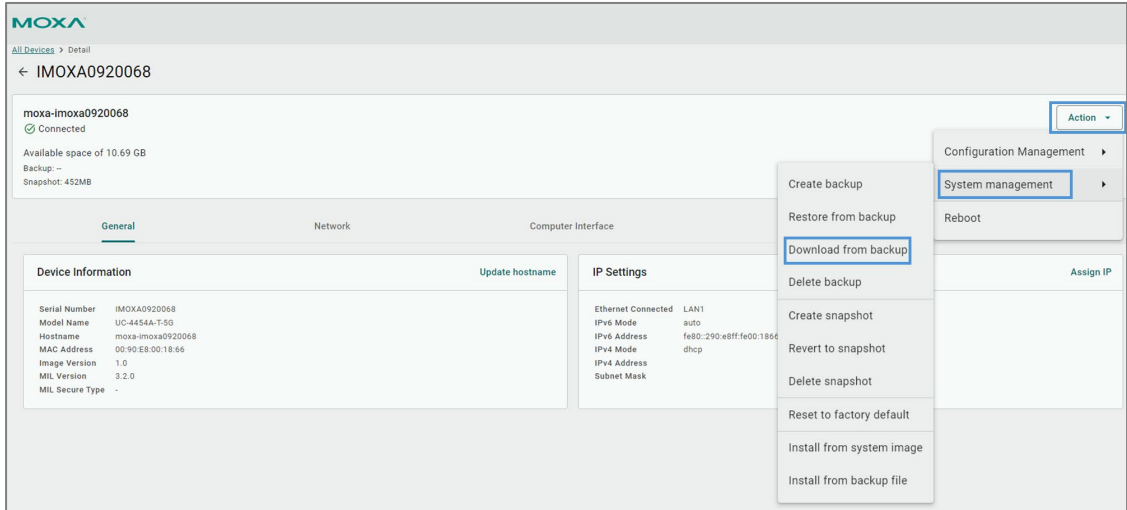 MOXA
All Devices > Detail
← IMOXA0920068
moxa-imoxa0920068
Connected
Available space of 10.69 GB
Backup: --
Snapshot: 452MB
Action
Configuration Management
System management
Reboot
Create backup
Restore from backup
Download from backup
Delete backup
Create snapshot
Revert to snapshot
Delete snapshot
Reset to factory default
Install from system image
Install from backup file
General Network Computer Interface
Device Information Update hostname
Serial Number IMOXA0920068
Model Name UC-4454A-T-5G
Hostname moxa-imoxa0920068
MAC Address 00:90:E8:00:18:66
Image Version 1.0
MIL Version 3.2.0
MIL Secure Type -
IP Settings Assign IP
Ethernet Connected LAN1
IPv6 Mode auto
IPv6 Address fe80::290:e8ff:fe00:1866
IPv4 Mode dhcp
IPv4 Address
Subnet Mask